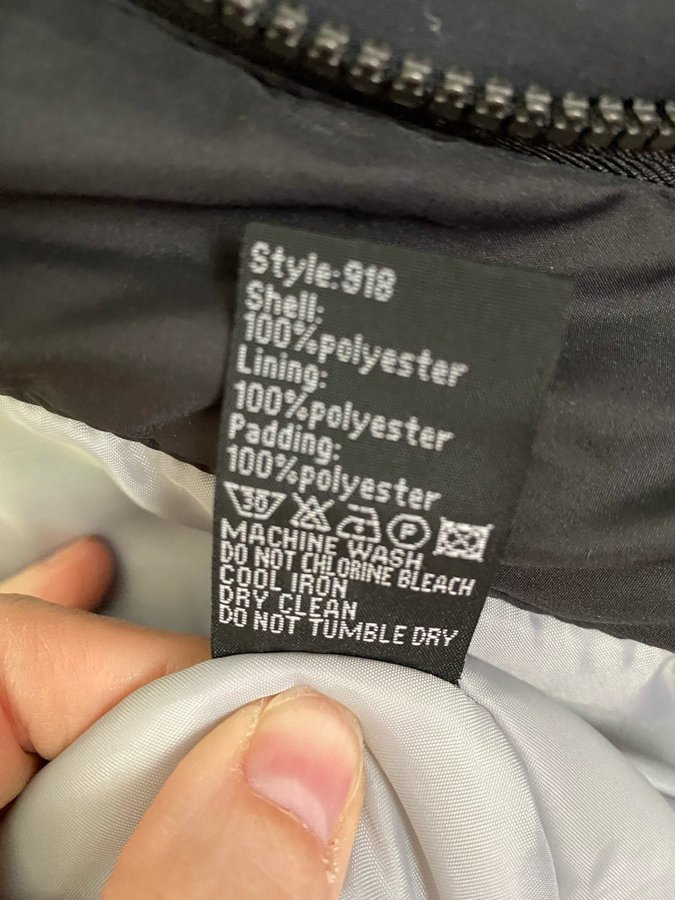 Style:918
Shell:
100%polyester
Lining:
100%polyester
Padding:
100%polyester
30 P
MACHINE WASH
DO NOT CHLORINE BLEACH
COOL IRON
DRY CLEAN
DO NOT TUMBLE DRY